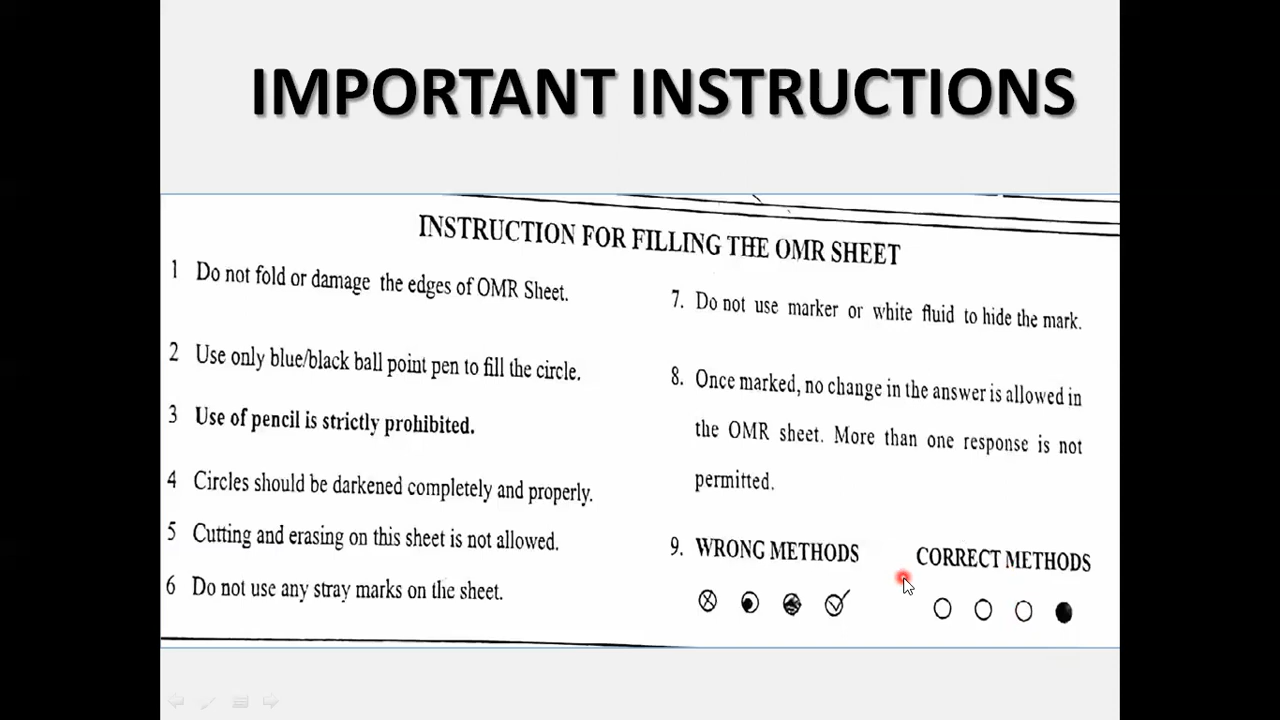 IMPORTANT INSTRUCTIONS
INSTRUCTION FOR FILLING THE OMR SHEET
1 Do not fold or damage the edges of OMR Sheet.
2 Use only blue/black ball point pen to fill the circle.
3 Use of pencil is strictly prohibited.
4 Circles should be darkened completely and properly.
5 Cutting and erasing on this sheet is not allowed.
6 Do not use any stray marks on the sheet.
7. Do not use marker or white fluid to hide the mark.
8. Once marked, no change in the answer is allowed in
the OMR sheet. More than one response is not
permitted.
9. WRONG METHODS CORRECT METHODS